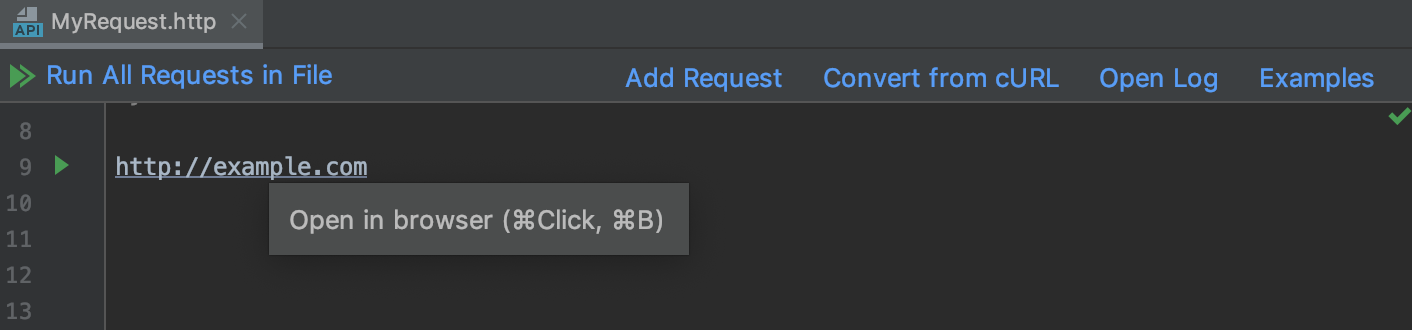 API MyRequest.http
Run All Requests in File Add Request Convert from cURL Open Log Examples
8
9 http://example.com
10
Open in browser (⌘Click, ⌘B)
11
12
13